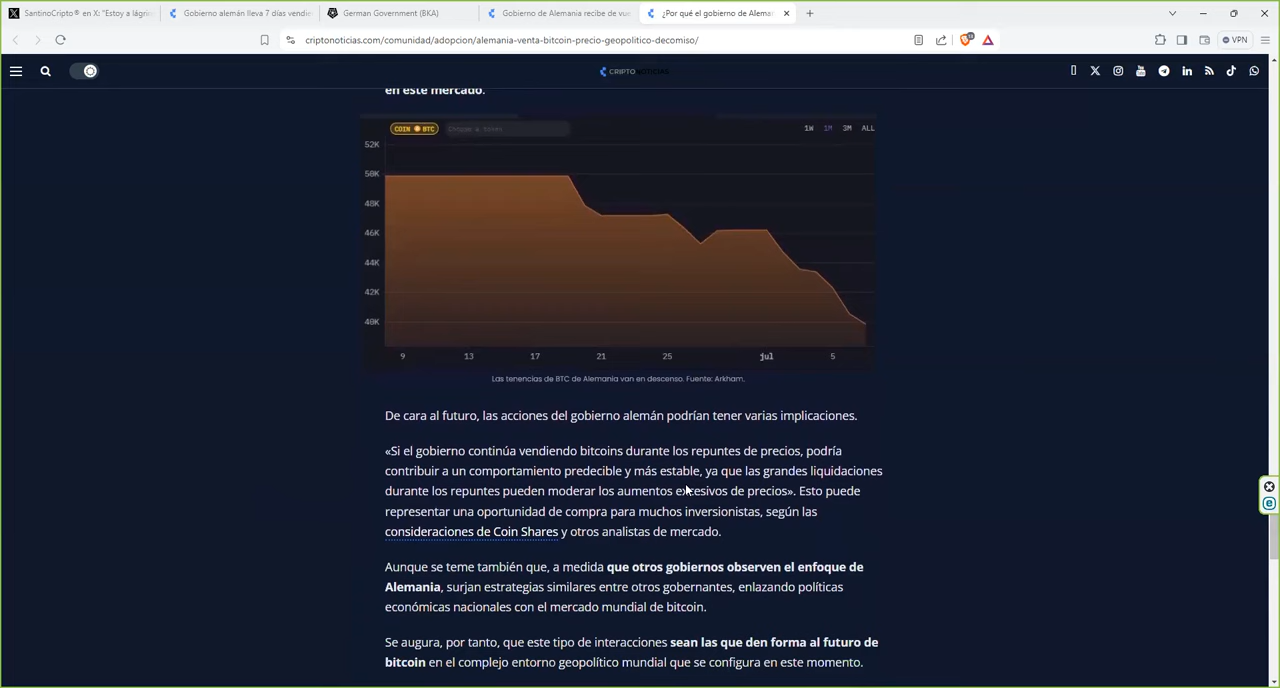 SantinoCripto® en X: "Estoy a lágrin
Gobierno alemán lleva 7 días vendie
German Government (BKA)
Gobierno de Alemania recibe de vue
¿Por qué el gobierno de Alema
criptonoticias.com/comunidad/adopcion/alemania-venta-bitcoin-precio-geopolitico-decomiso/
VPN
CRIPTONOTICIAS
en este mercado.
COIN BTC
Choose a token
1W 1M 3M ALL
52K
50K
48K
46K
44K
42K
40K
9 13 17 21 25 jul 5
Las tenencias de BTC de Alemania van en descenso. Fuente: Arkham.
De cara al futuro, las acciones del gobierno alemán podrían tener varias implicaciones.
«Si el gobierno continúa vendiendo bitcoins durante los repuntes de precios, podría
contribuir a un comportamiento predecible y más estable, ya que las grandes liquidaciones
durante los repuntes pueden moderar los aumentos excesivos de precios». Esto puede
representar una oportunidad de compra para muchos inversionistas, según las
consideraciones de Coin Shares y otros analistas de mercado.
Aunque se teme también que, a medida que otros gobiernos observen el enfoque de
Alemania, surjan estrategias similares entre otros gobernantes, enlazando políticas
económicas nacionales con el mercado mundial de bitcoin.
Se augura, por tanto, que este tipo de interacciones sean las que den forma al futuro de
bitcoin en el complejo entorno geopolítico mundial que se configura en este momento.